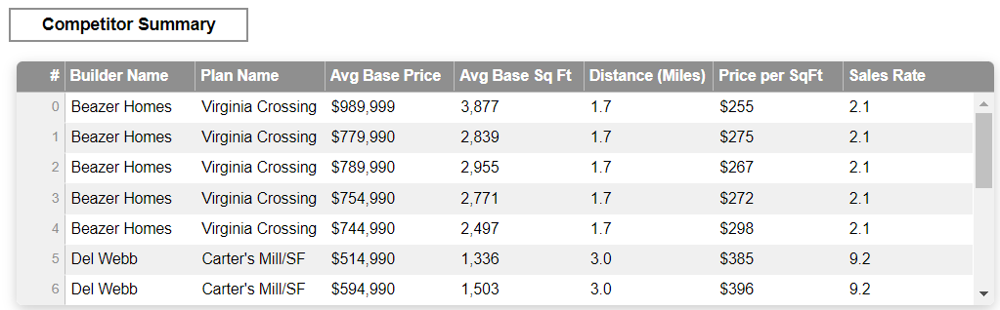 Competitor Summary
# Builder Name Plan Name Avg Base Price Avg Base Sq Ft Distance (Miles) Price per SqFt Sales Rate
0 Beazer Homes Virginia Crossing $989,999 3,877 1.7 $255 2.1
1 Beazer Homes Virginia Crossing $779,990 2,839 1.7 $275 2.1
2 Beazer Homes Virginia Crossing $789,990 2,955 1.7 $267 2.1
3 Beazer Homes Virginia Crossing $754,990 2,771 1.7 $272 2.1
4 Beazer Homes Virginia Crossing $744,990 2,497 1.7 $298 2.1
5 Del Webb Carter's Mill/SF $514,990 1,336 3.0 $385 9.2
6 Del Webb Carter's Mill/SF $594,990 1,503 3.0 $396 9.2